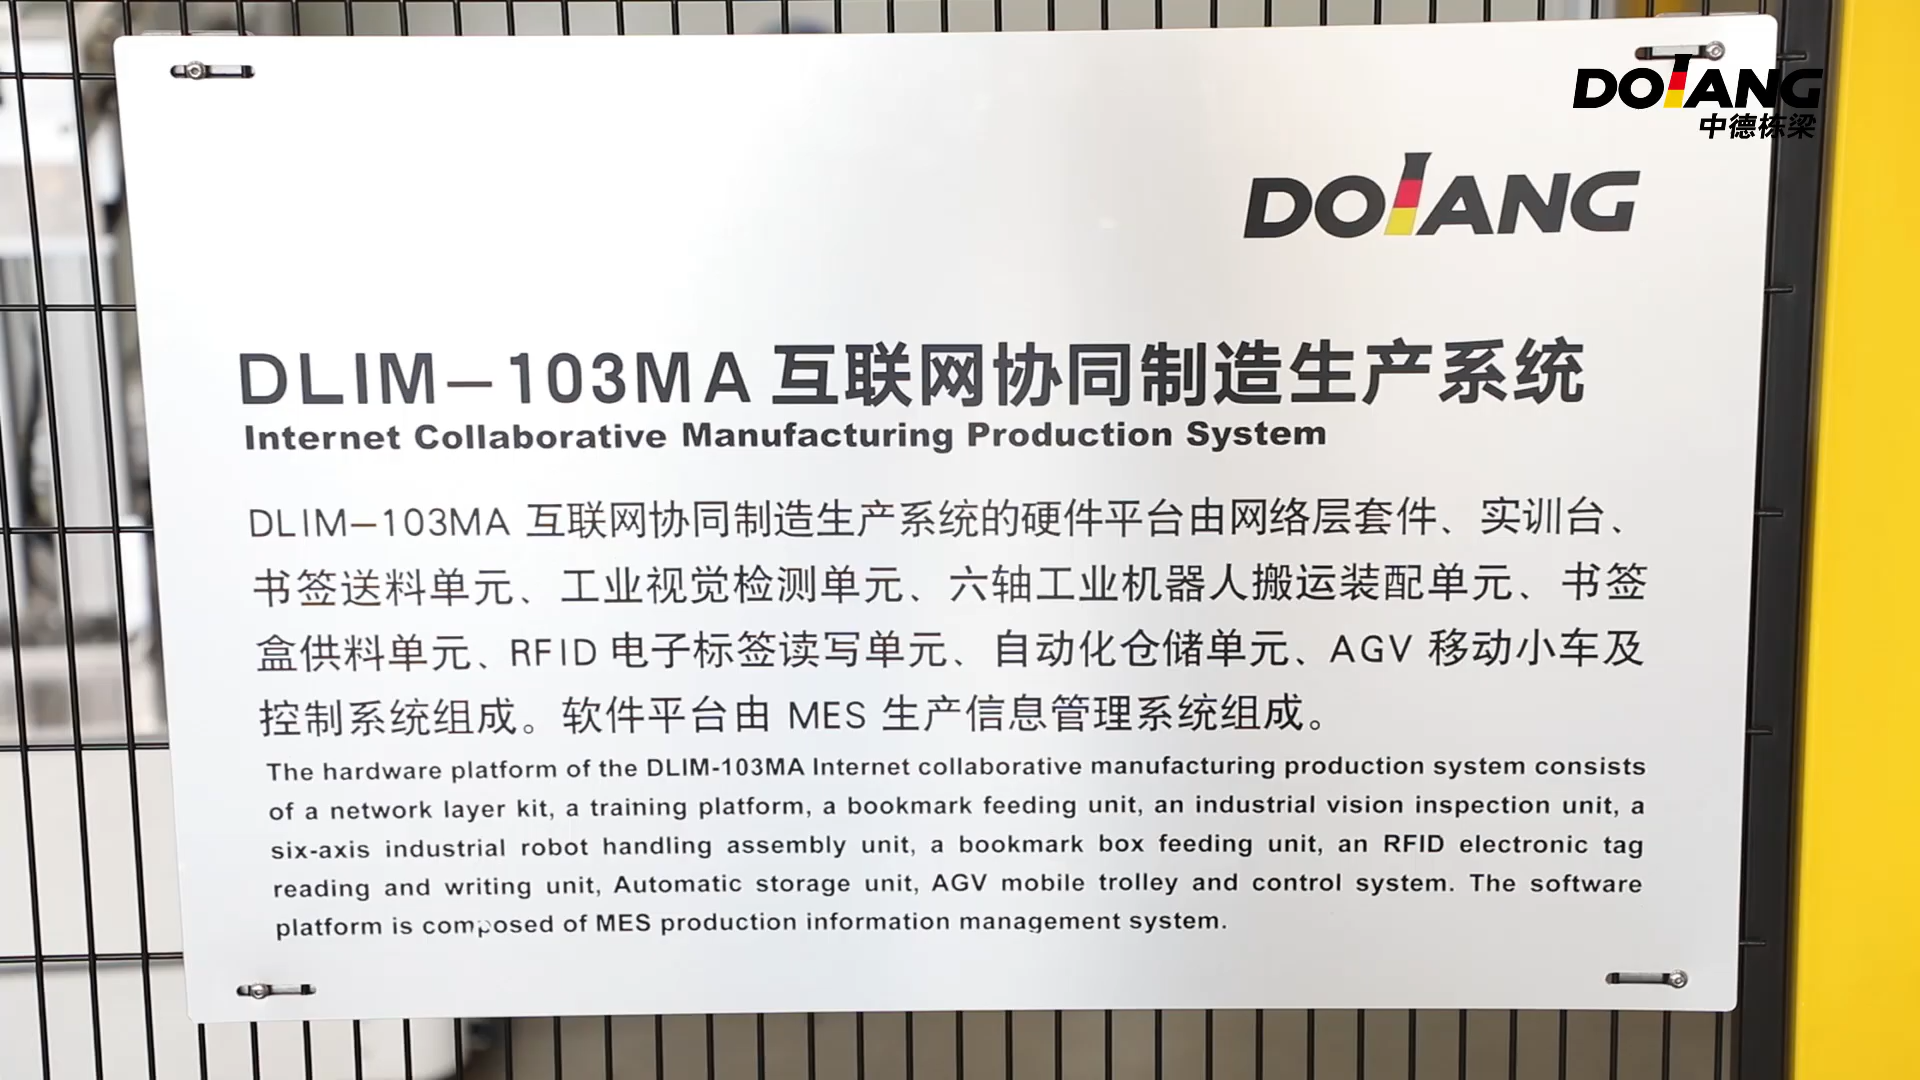 DOLANG
中德栋梁
DOLANG
DLIM-103MA 互联网协同制造生产系统
Internet Collaborative Manufacturing Production System
DLIM-103MA 互联网协同制造生产系统的硬件平台由网络层套件、实训台、
书签送料单元、工业视觉检测单元、六轴工业机器人搬运装配单元、书签
盒供料单元、RFID 电子标签读写单元、自动化仓储单元、AGV 移动小车及
控制系统组成。软件平台由 MES 生产信息管理系统组成。
The hardware platform of the DLIM-103MA Internet collaborative manufacturing production system consists
of a network layer kit, a training platform, a bookmark feeding unit, an industrial vision inspection unit, a
six-axis industrial robot handling assembly unit, a bookmark box feeding unit, an RFID electronic tag
reading and writing unit, Automatic storage unit, AGV mobile trolley and control system. The software
platform is composed of MES production information management system.